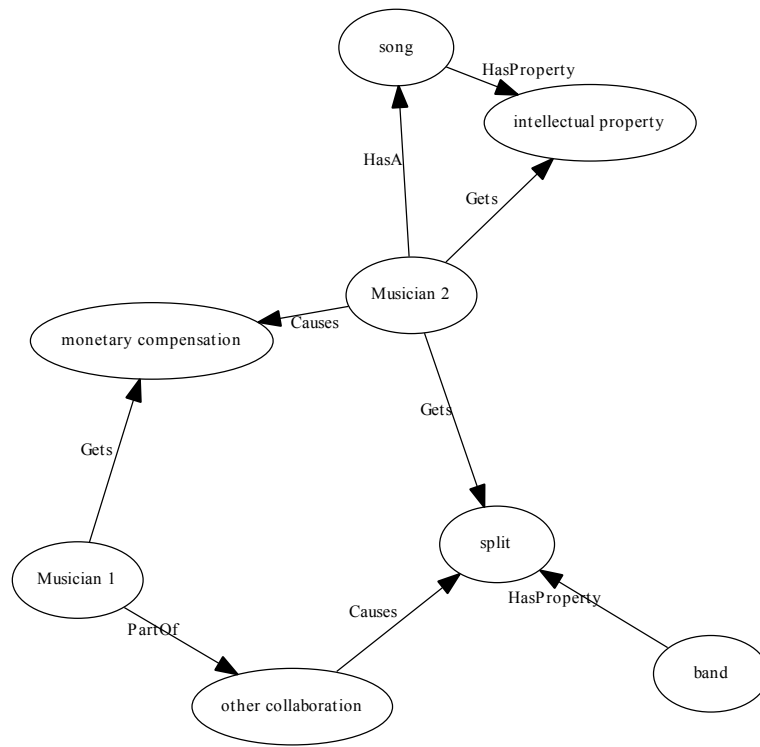 song
HasProperty
intellectual property
HasA
Gets
Musician 2
Causes
monetary compensation
Gets
Gets
split
Musician 1
Causes
HasProperty
PartOf
band
other collaboration